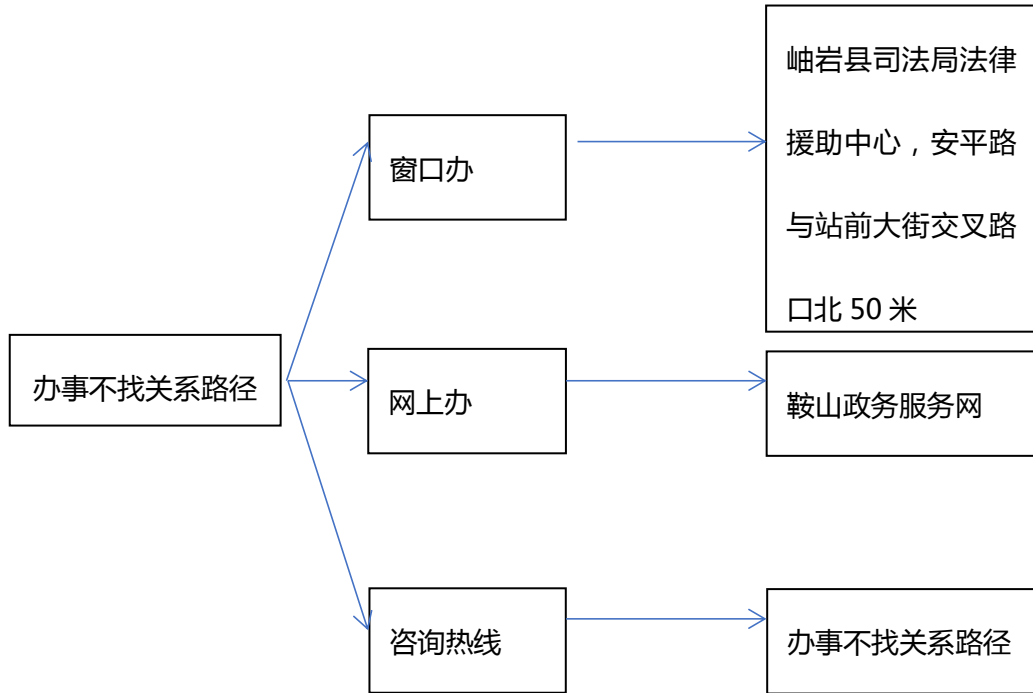 办事不找关系路径
窗口办
岫岩县司法局法律
援助中心，安平路
与站前大街交叉路
口北 50 米
网上办
鞍山政务服务网
咨询热线
办事不找关系路径